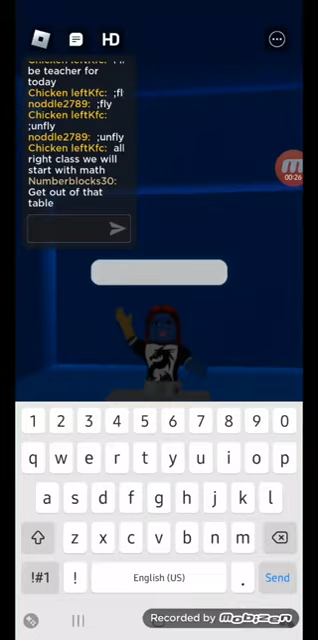 HD
be teacher for
today
Chicken leftKfc: ;fl
noddle2789: ;fly
Chicken leftKfc:
;unfly
noddle2789: ;unfly
Chicken leftKfc: all
right class we will
start with math
Numberblocks30:
Get out of that
table
00:26
1 2 3 4 5 6 7 8 9 0
q w e r t y u i o p
a s d f g h j k l
z x c v b n m
!#1 ! English (US) . Send
Recorded by mobizen